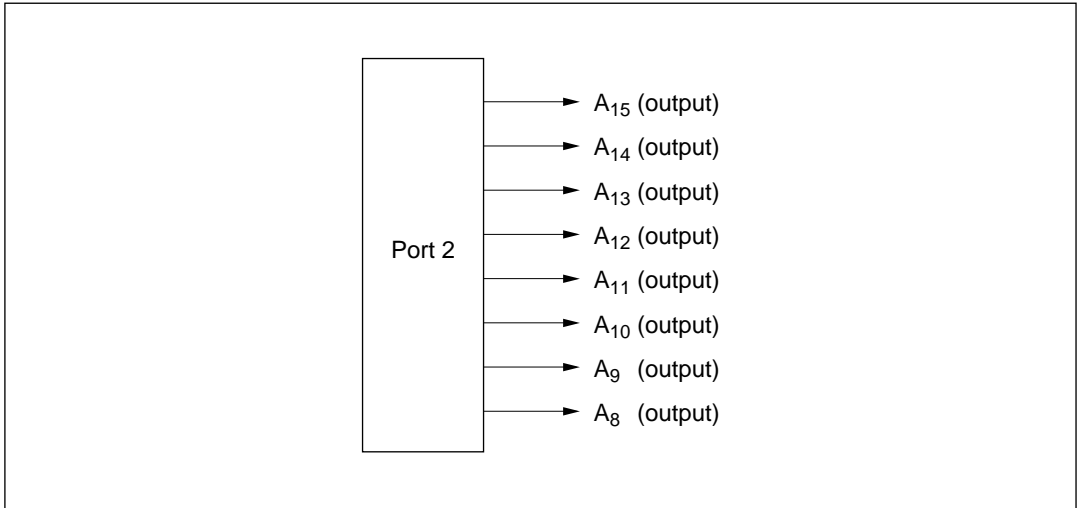 A15 (output)
A14 (output)
A13 (output)
A12 (output)
Port 2
A11 (output)
A10 (output)
A9 (output)
A8 (output)